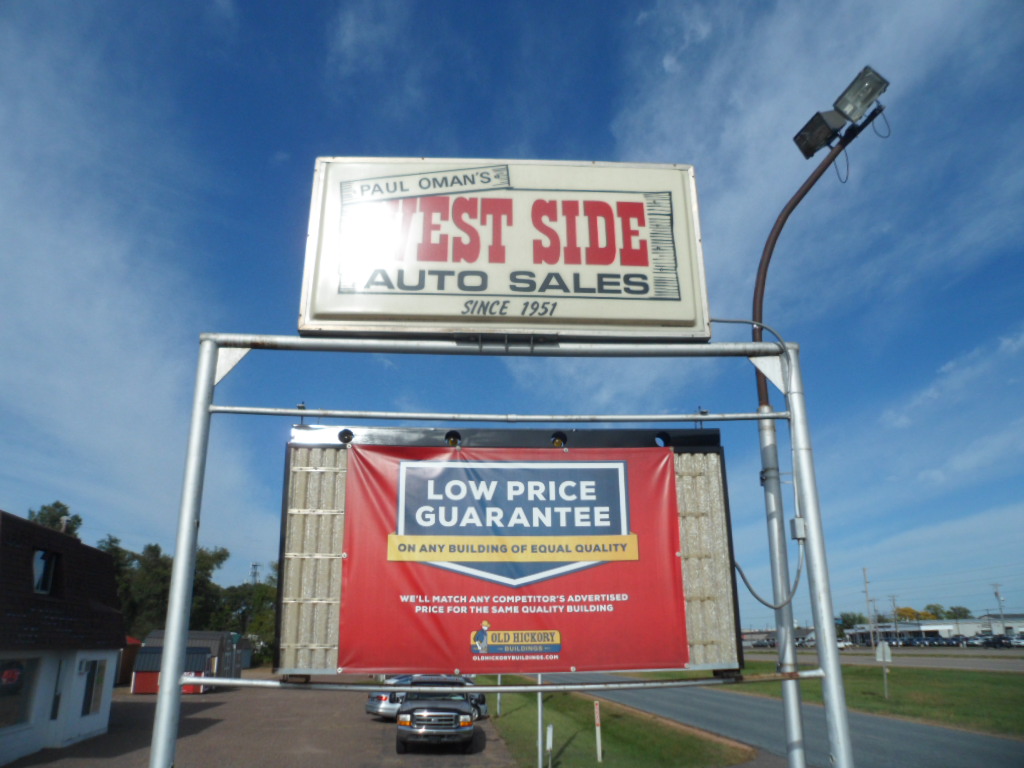 PAUL OMAN'S
WEST SIDE
AUTO SALES
SINCE 1951
LOW PRICE
GUARANTEE
ON ANY BUILDING OF EQUAL QUALITY
WE'LL MATCH ANY COMPETITOR'S ADVERTISED
PRICE FOR THE SAME QUALITY BUILDING
OLD HICKORY
BUILDINGS
OLDHICKORYBUILDINGS.COM